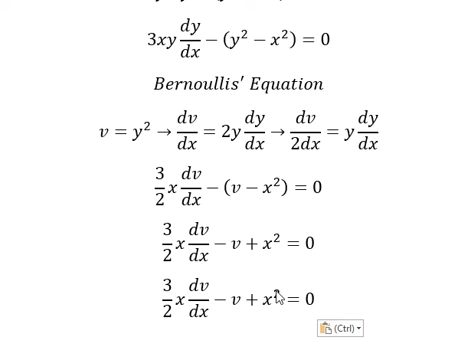 3xy dy/dx − (y² − x²) = 0
Bernoullis' Equation
v = y² → dv/dx = 2y dy/dx → dv/2dx = y dy/dx
3/2 x dv/dx − (v − x²) = 0
3/2 x dv/dx − v + x² = 0
3/2 x dv/dx − v + x² = 0
(Ctrl)